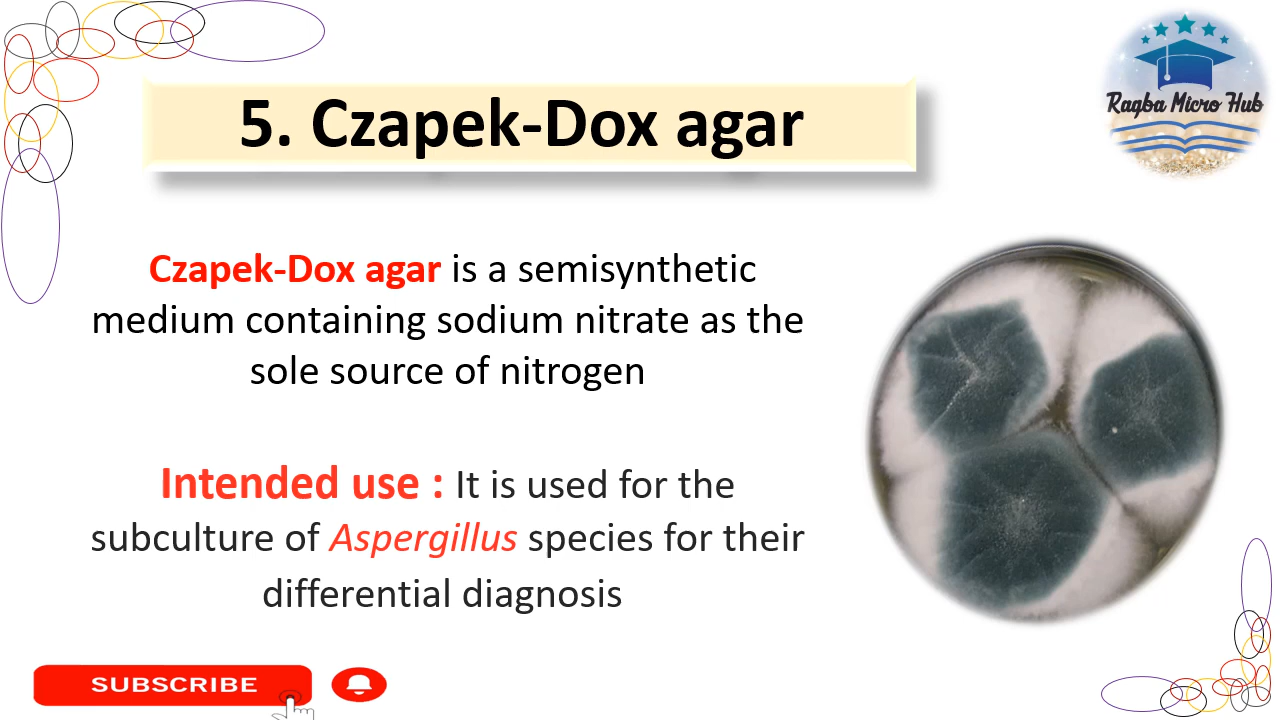 5. Czapek-Dox agar
Ragba Micro Hub
Czapek-Dox agar is a semisynthetic
medium containing sodium nitrate as the
sole source of nitrogen
Intended use : It is used for the
subculture of Aspergillus species for their
differential diagnosis
SUBSCRIBE